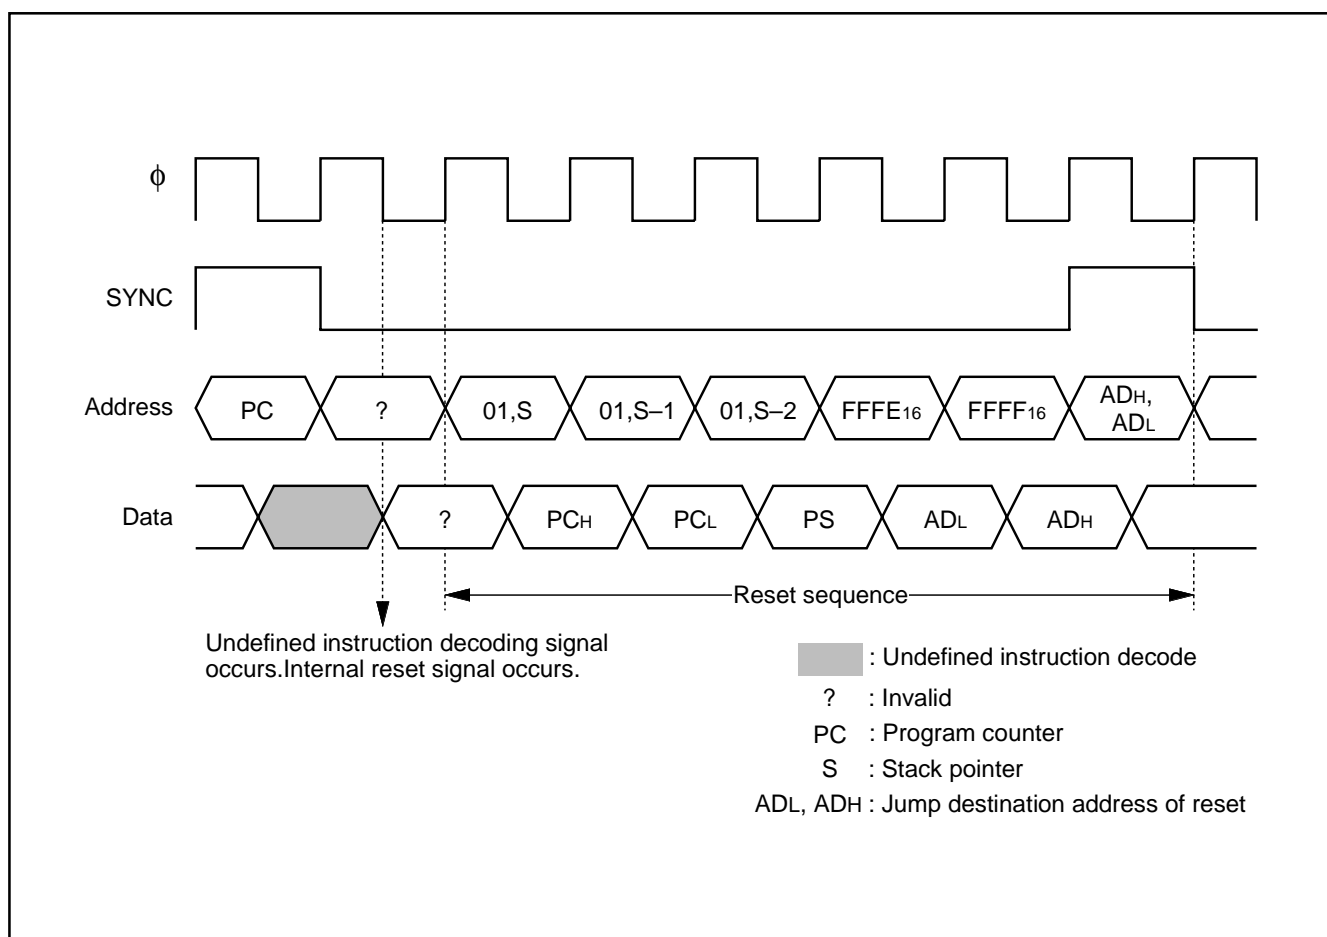 ϕ
SYNC
Address PC ? 01,S 01,S–1 01,S–2 FFFE16 FFFF16 ADH, ADL
Data ? PCH PCL PS ADL ADH
Reset sequence
Undefined instruction decoding signal
occurs.Internal reset signal occurs.
: Undefined instruction decode
? : Invalid
PC : Program counter
S : Stack pointer
ADL, ADH : Jump destination address of reset